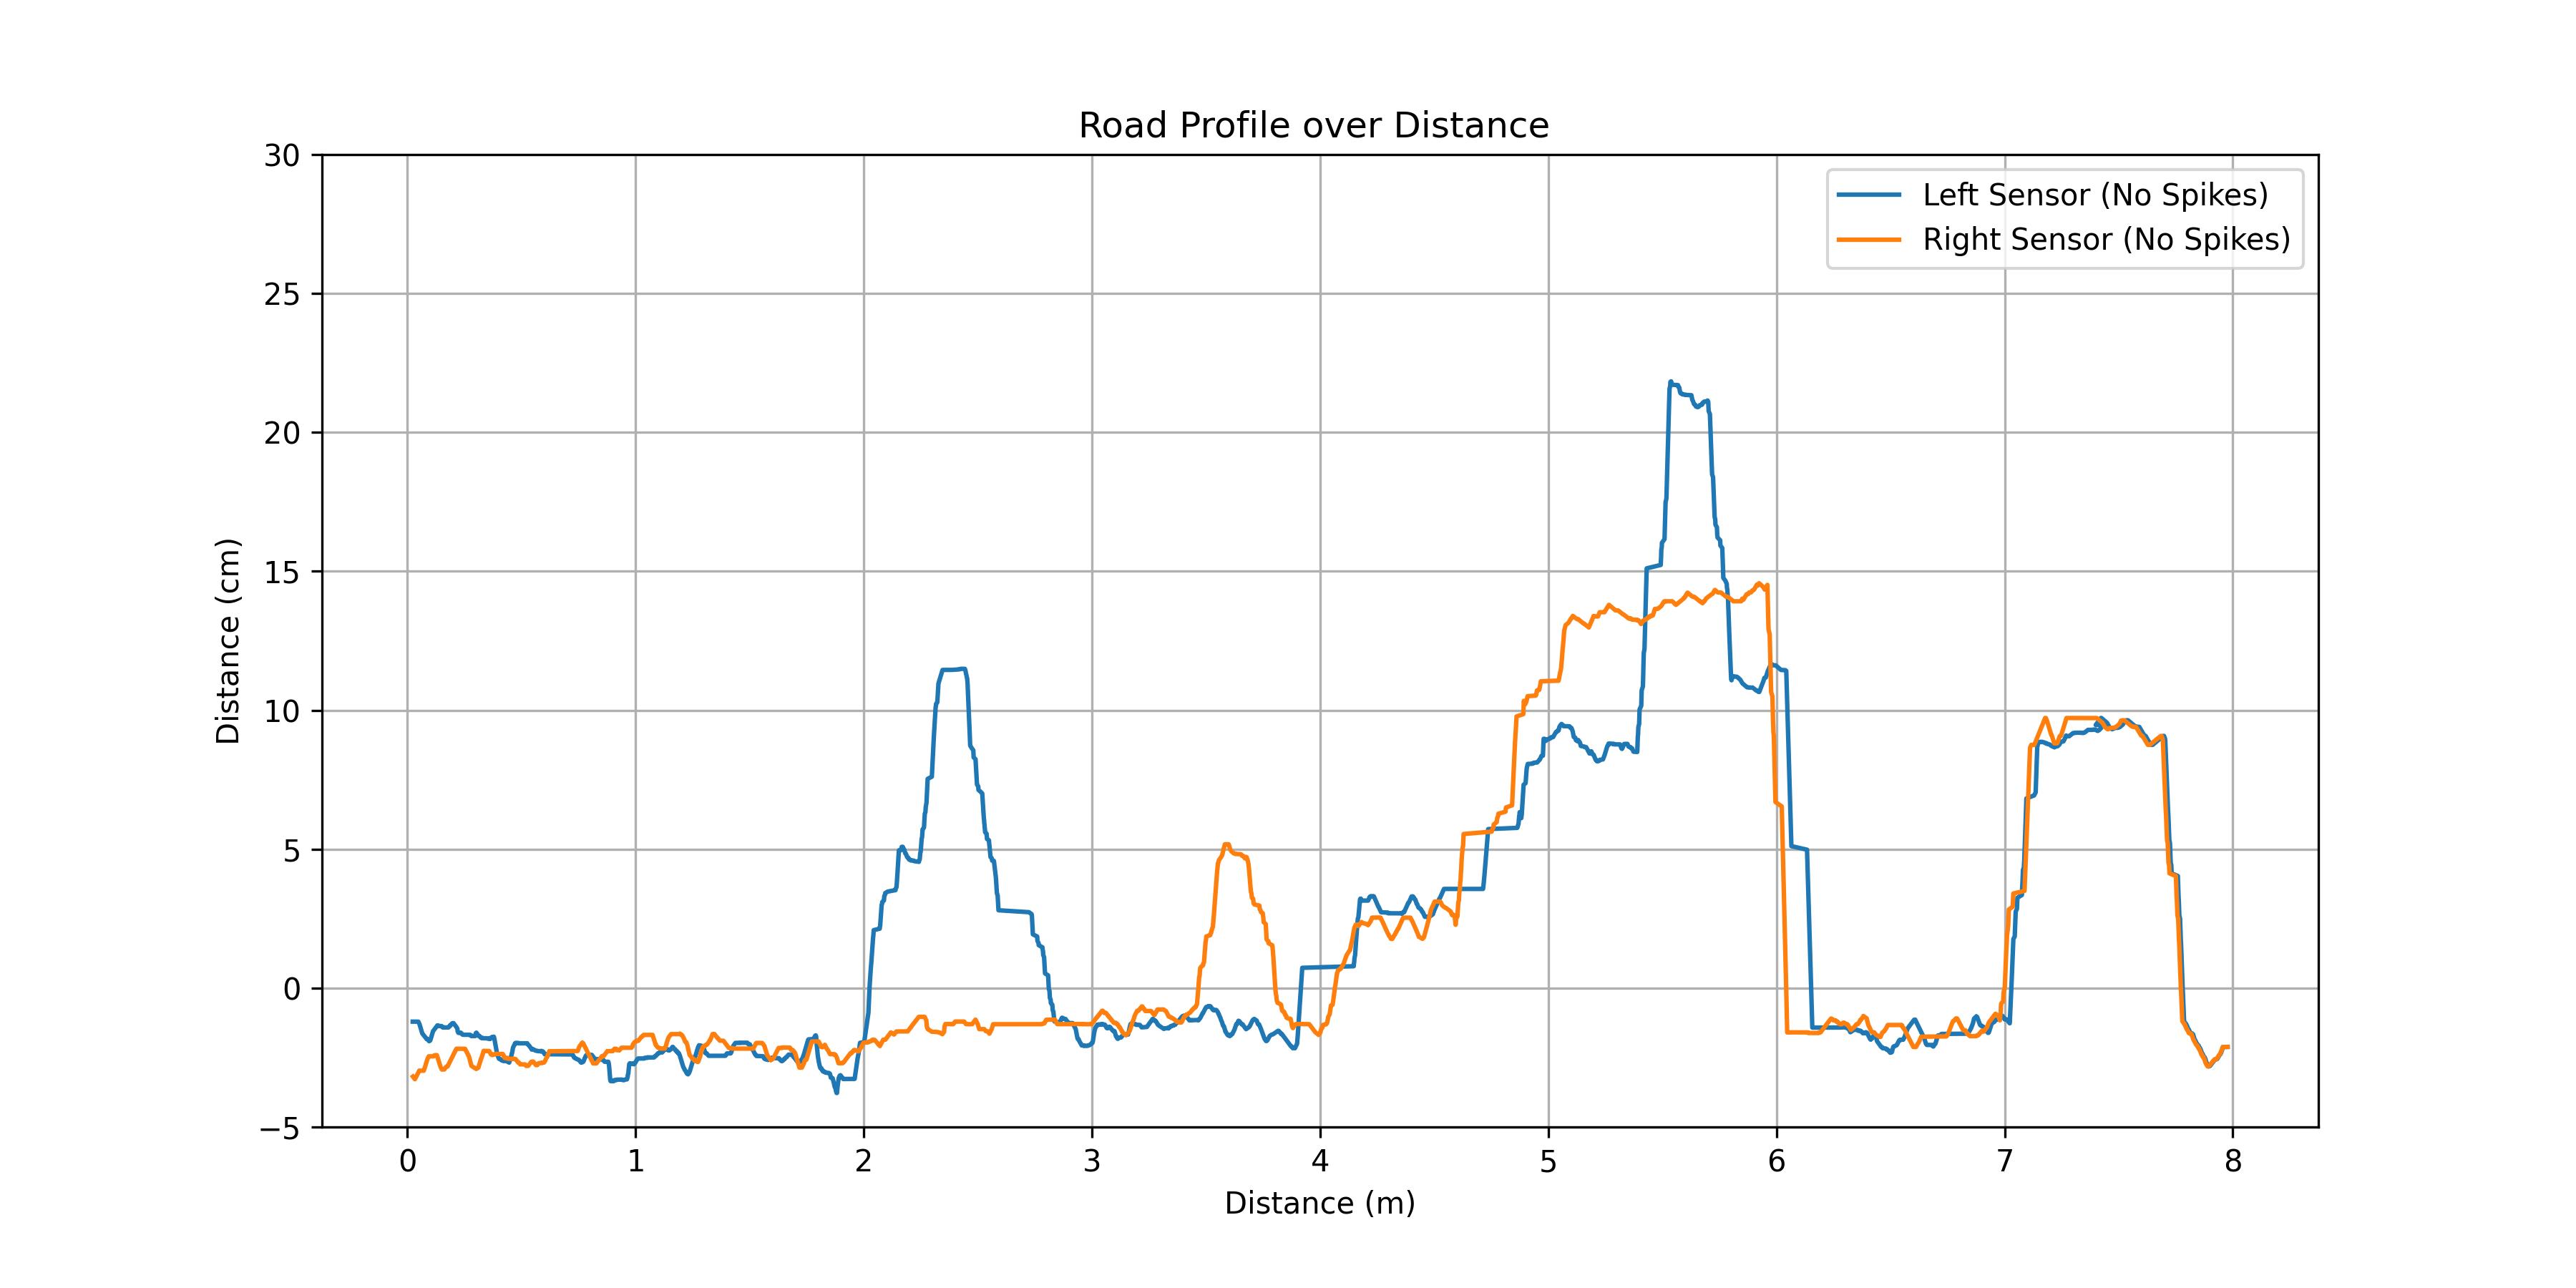 Road Profile over Distance
Left Sensor (No Spikes)
Right Sensor (No Spikes)
Distance (cm)
30
25
20
15
10
5
0
−5
0 1 2 3 4 5 6 7 8
Distance (m)